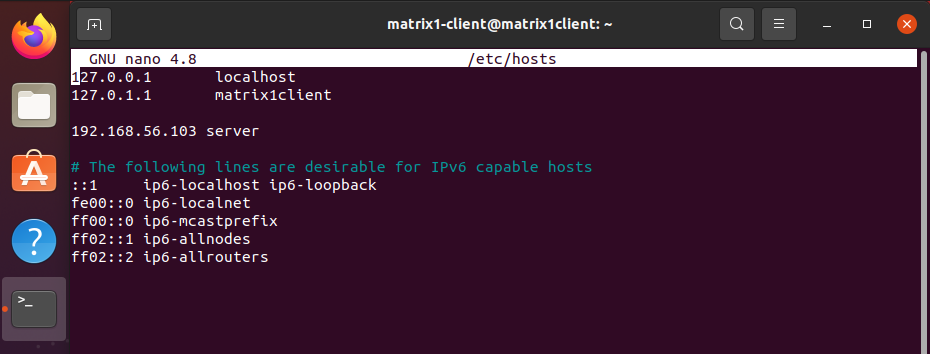 matrix1-client@matrix1client: ~
GNU nano 4.8 /etc/hosts
127.0.0.1 localhost
127.0.1.1 matrix1client
192.168.56.103 server
# The following lines are desirable for IPv6 capable hosts
::1 ip6-localhost ip6-loopback
fe00::0 ip6-localnet
ff00::0 ip6-mcastprefix
ff02::1 ip6-allnodes
ff02::2 ip6-allrouters